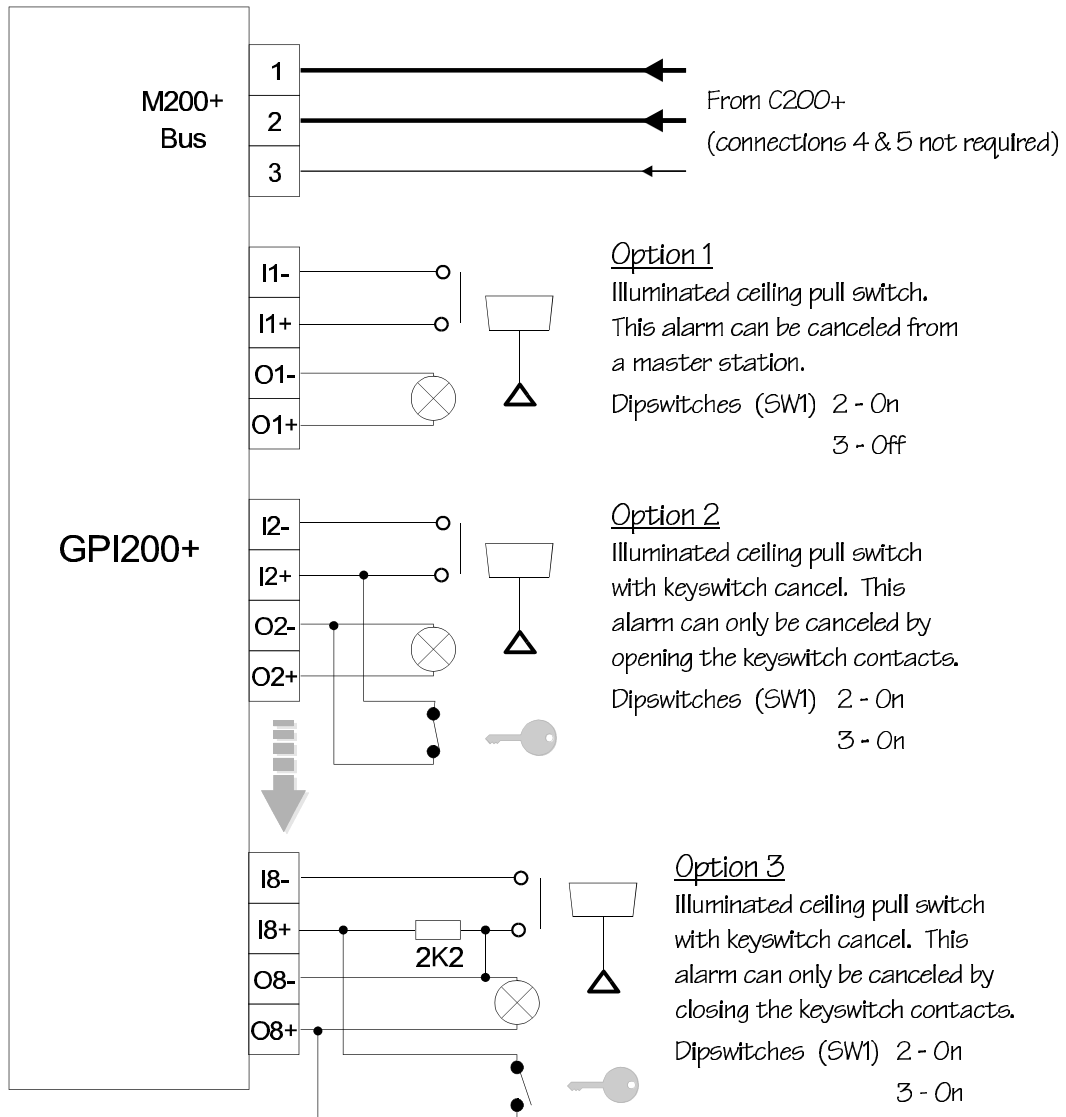 M200+
Bus
1
2
3
From C200+
(connections 4 & 5 not required)
GPI200+
I1-
I1+
O1-
O1+
Option 1
Illuminated ceiling pull switch.
This alarm can be canceled from
a master station.
Dipswitches (SW1) 2 - On
3 - Off
I2-
I2+
O2-
O2+
Option 2
Illuminated ceiling pull switch
with keyswitch cancel. This
alarm can only be canceled by
opening the keyswitch contacts.
Dipswitches (SW1) 2 - On
3 - On
I8-
I8+
O8-
O8+
2K2
Option 3
Illuminated ceiling pull switch
with keyswitch cancel. This
alarm can only be canceled by
closing the keyswitch contacts.
Dipswitches (SW1) 2 - On
3 - On